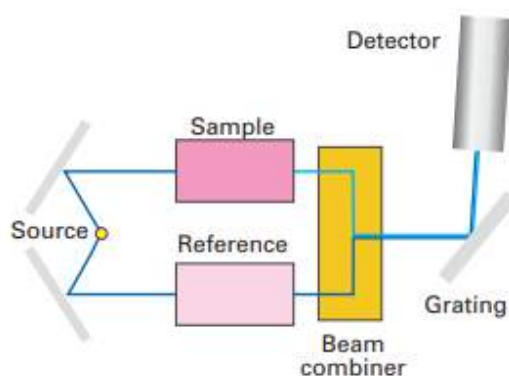 Detector
Sample
Source
Reference
Grating
Beam
combiner